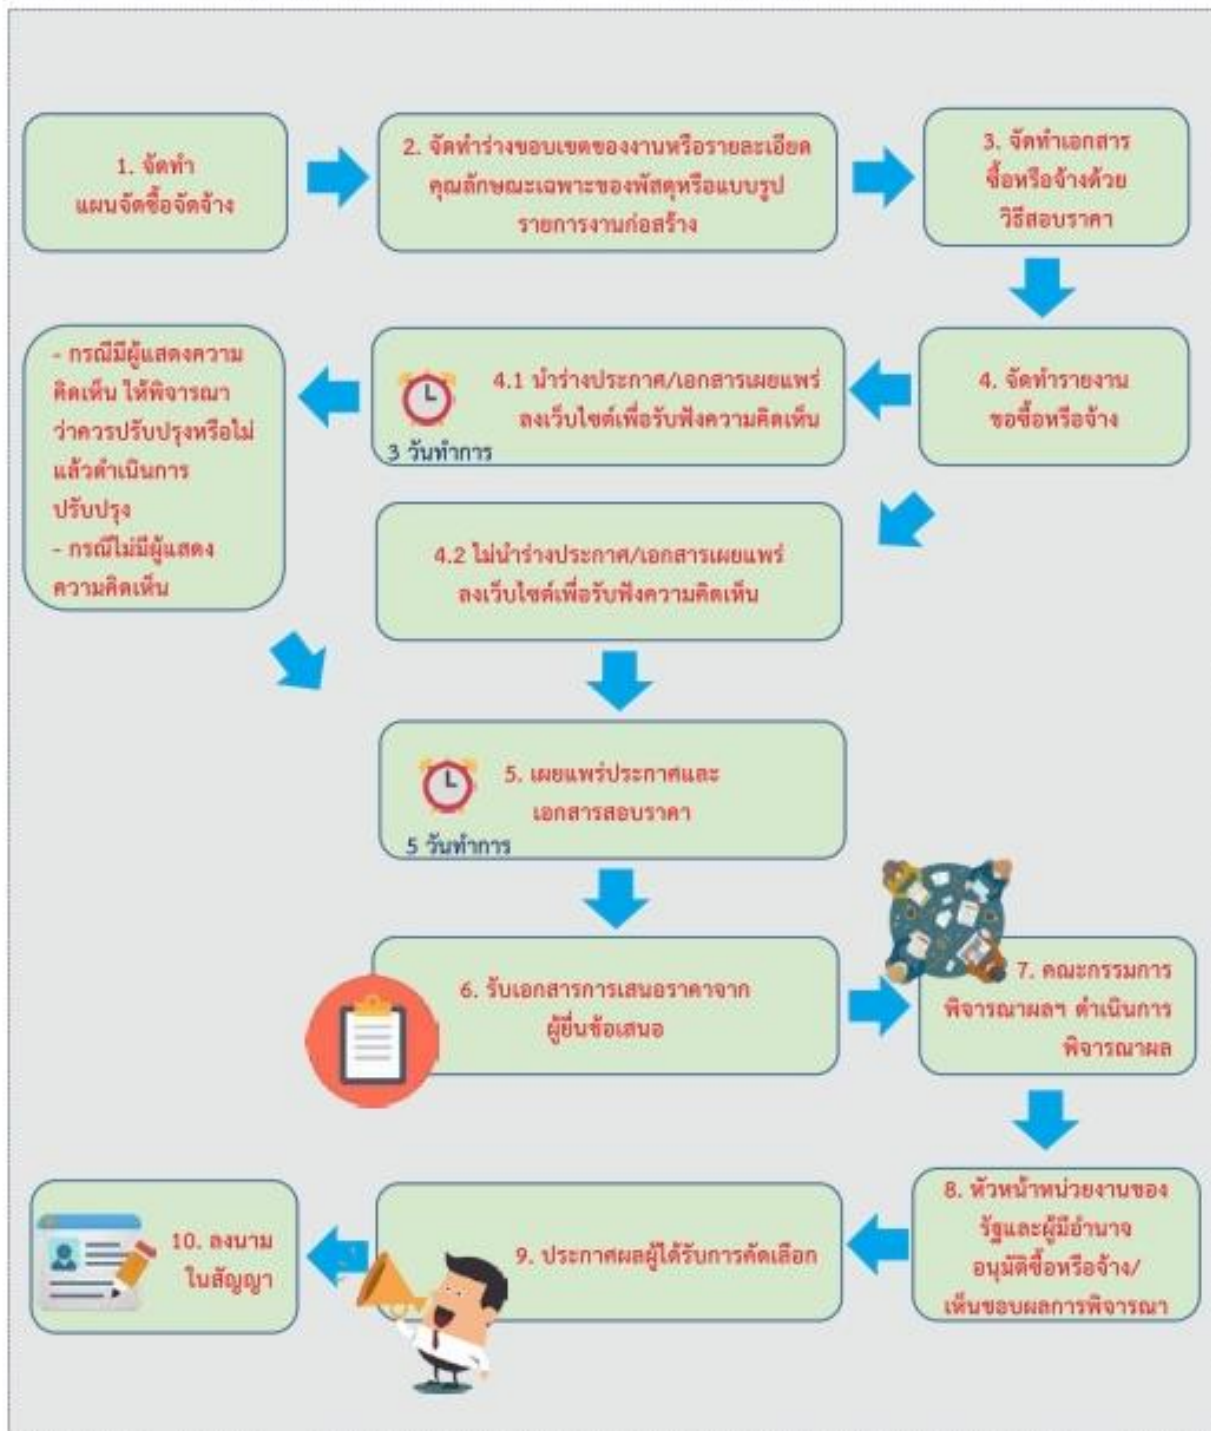 1. จัดทำ
แผนจัดซื้อจัดจ้าง
2. จัดทำร่างขอบเขตของงานหรือรายละเอียด
คุณลักษณะเฉพาะของพัสดุหรือแบบรูป
รายการงานก่อสร้าง
3. จัดทำเอกสาร
ซื้อหรือจ้างด้วย
วิธีสอบราคา
4. จัดทำรายงาน
ขอซื้อหรือจ้าง
4.1 นำร่างประกาศ/เอกสารเผยแพร่
ลงเว็บไซต์เพื่อรับฟังความคิดเห็น
3 วันทำการ
- กรณีมีผู้แสดงความ
คิดเห็น ให้พิจารณา
ว่าควรปรับปรุงหรือไม่
แล้วดำเนินการ
ปรับปรุง
- กรณีไม่มีผู้แสดง
ความคิดเห็น
4.2 ไม่นำร่างประกาศ/เอกสารเผยแพร่
ลงเว็บไซต์เพื่อรับฟังความคิดเห็น
5. เผยแพร่ประกาศและ
เอกสารสอบราคา
5 วันทำการ
6. รับเอกสารการเสนอราคาจาก
ผู้ยื่นข้อเสนอ
7. คณะกรรมการ
พิจารณาผลฯ ดำเนินการ
พิจารณาผล
8. หัวหน้าหน่วยงานของ
รัฐและผู้มีอำนาจ
อนุมัติซื้อหรือจ้าง/
เห็นชอบผลการพิจารณา
9. ประกาศผลผู้ได้รับการคัดเลือก
10. ลงนาม
ในสัญญา